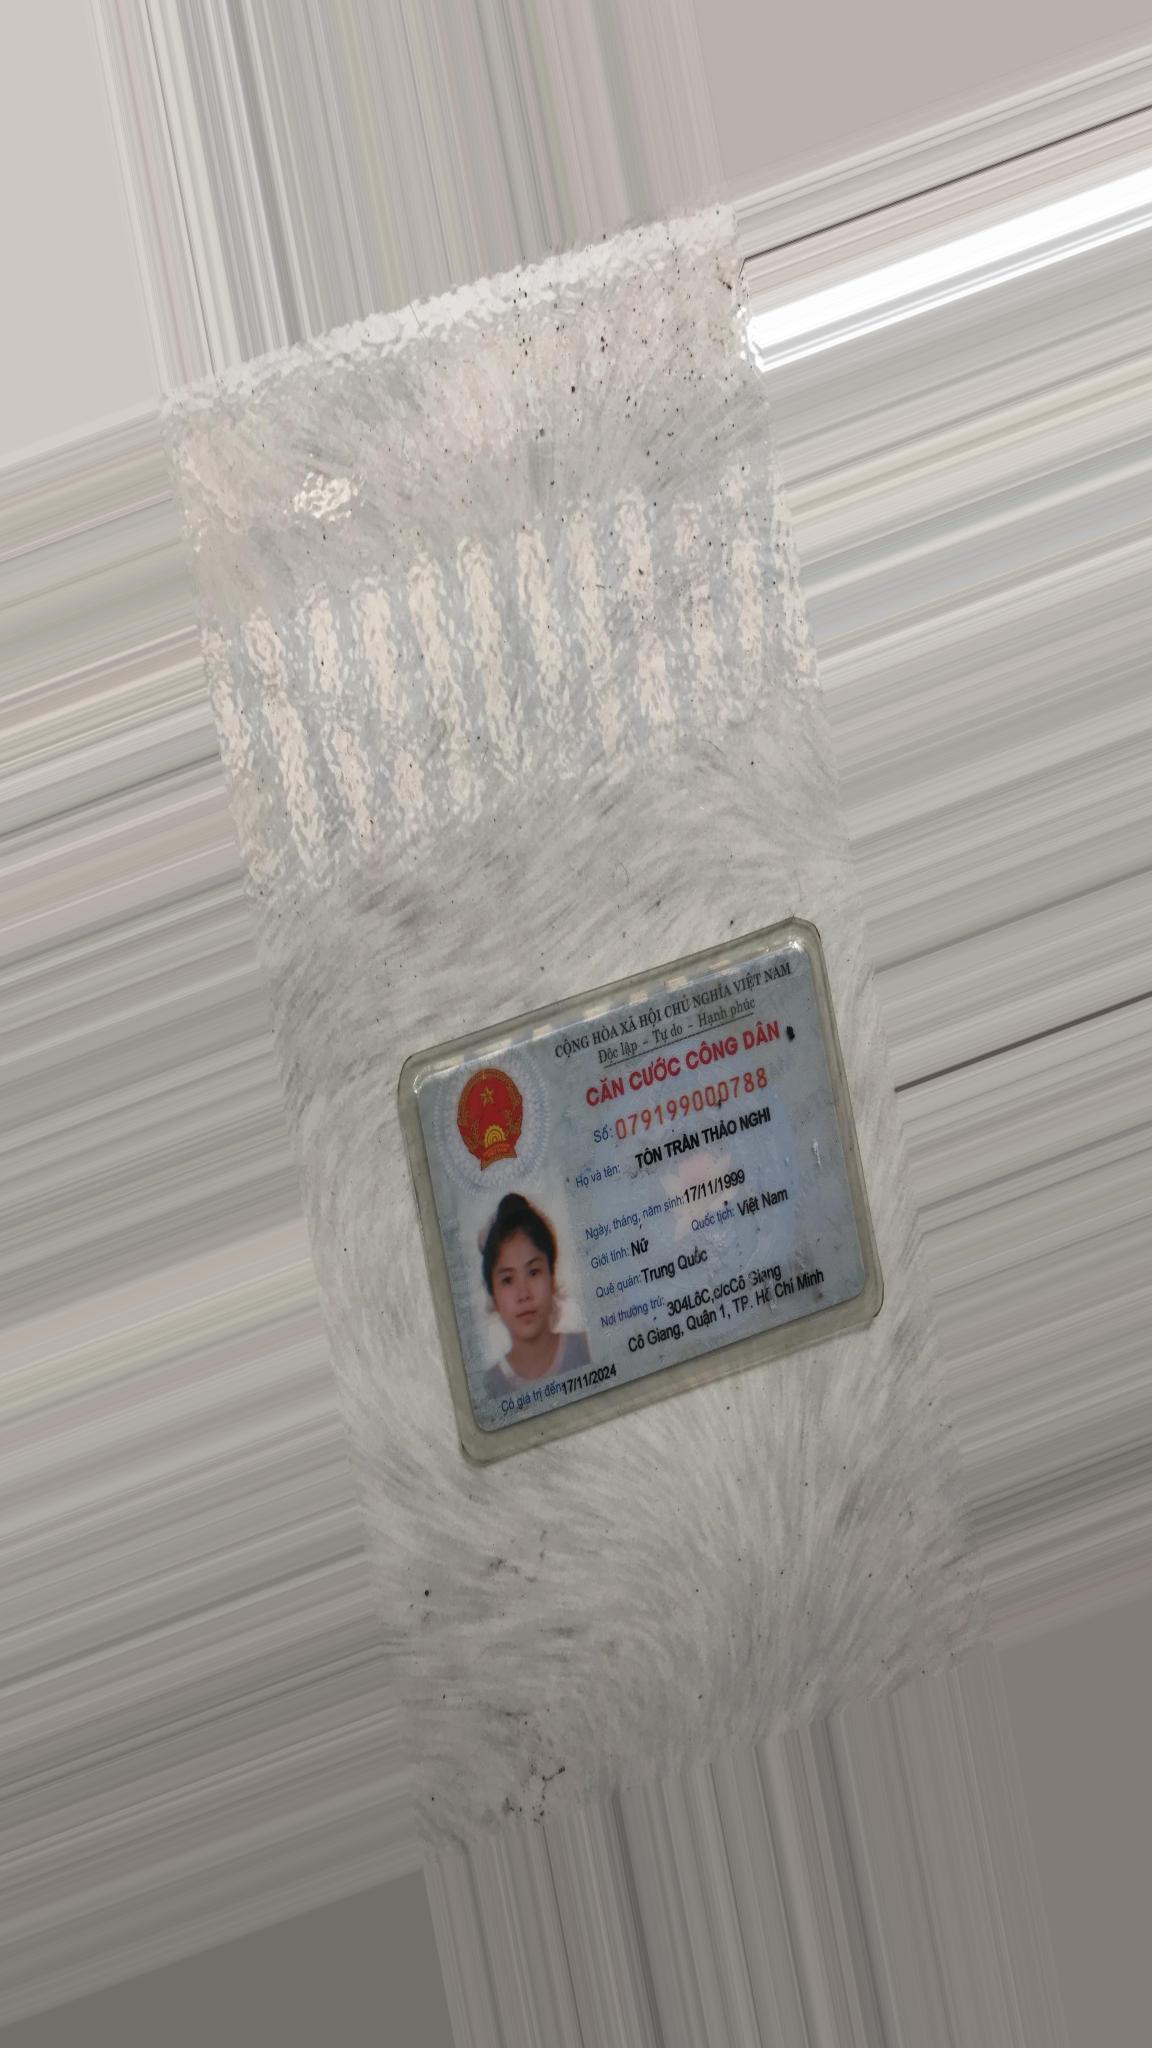 CỘNG HÒA XÃ HỘI CHỦ NGHĨA VIỆT NAM
Độc lập - Tự do - Hạnh phúc
CĂN CƯỚC CÔNG DÂN
Số: 079199000788
Họ và tên: TÔN TRẦN THẢO NGHI
Ngày, tháng, năm sinh: 17/11/1999
Giới tính: Nữ Quốc tịch: Việt Nam
Quê quán: Trung Quốc
Nơi thường trú: 304LôC,c/cCô Giang
Cô Giang, Quận 1, TP. Hồ Chí Minh
Có giá trị đến: 17/11/2024